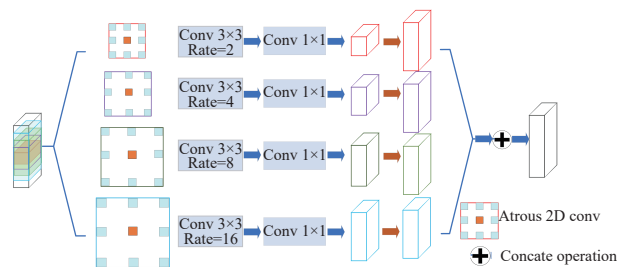 Conv 3×3
Rate=2
Conv 1×1
Conv 3×3
Rate=4
Conv 1×1
Conv 3×3
Rate=8
Conv 1×1
Conv 3×3
Rate=16
Conv 1×1
Atrous 2D conv
Concate operation